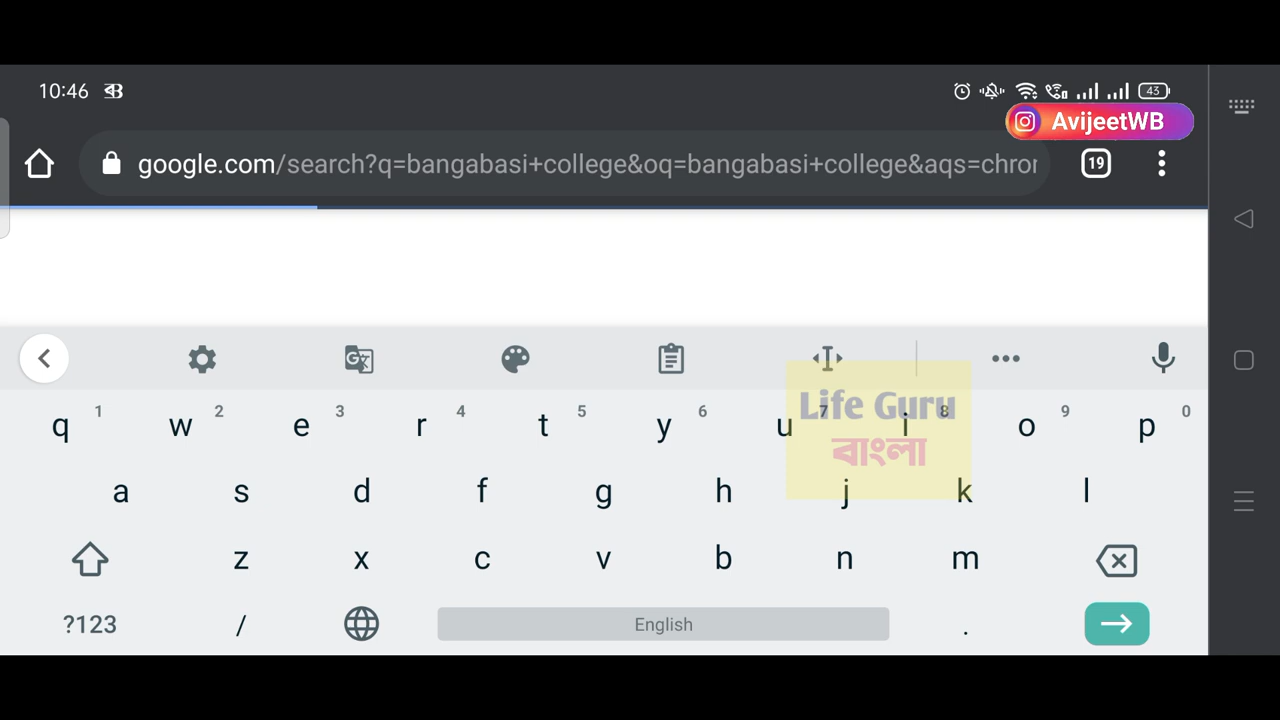 10:46
43
AvijeetWB
google.com/search?q=bangabasi+college&oq=bangabasi+college&aqs=chror
19
1 2 3 4 5 6 7 8 9 0
q w e r t y u i o p
Life Guru
বাংলা
a s d f g h j k l
z x c v b n m
?123 / English .